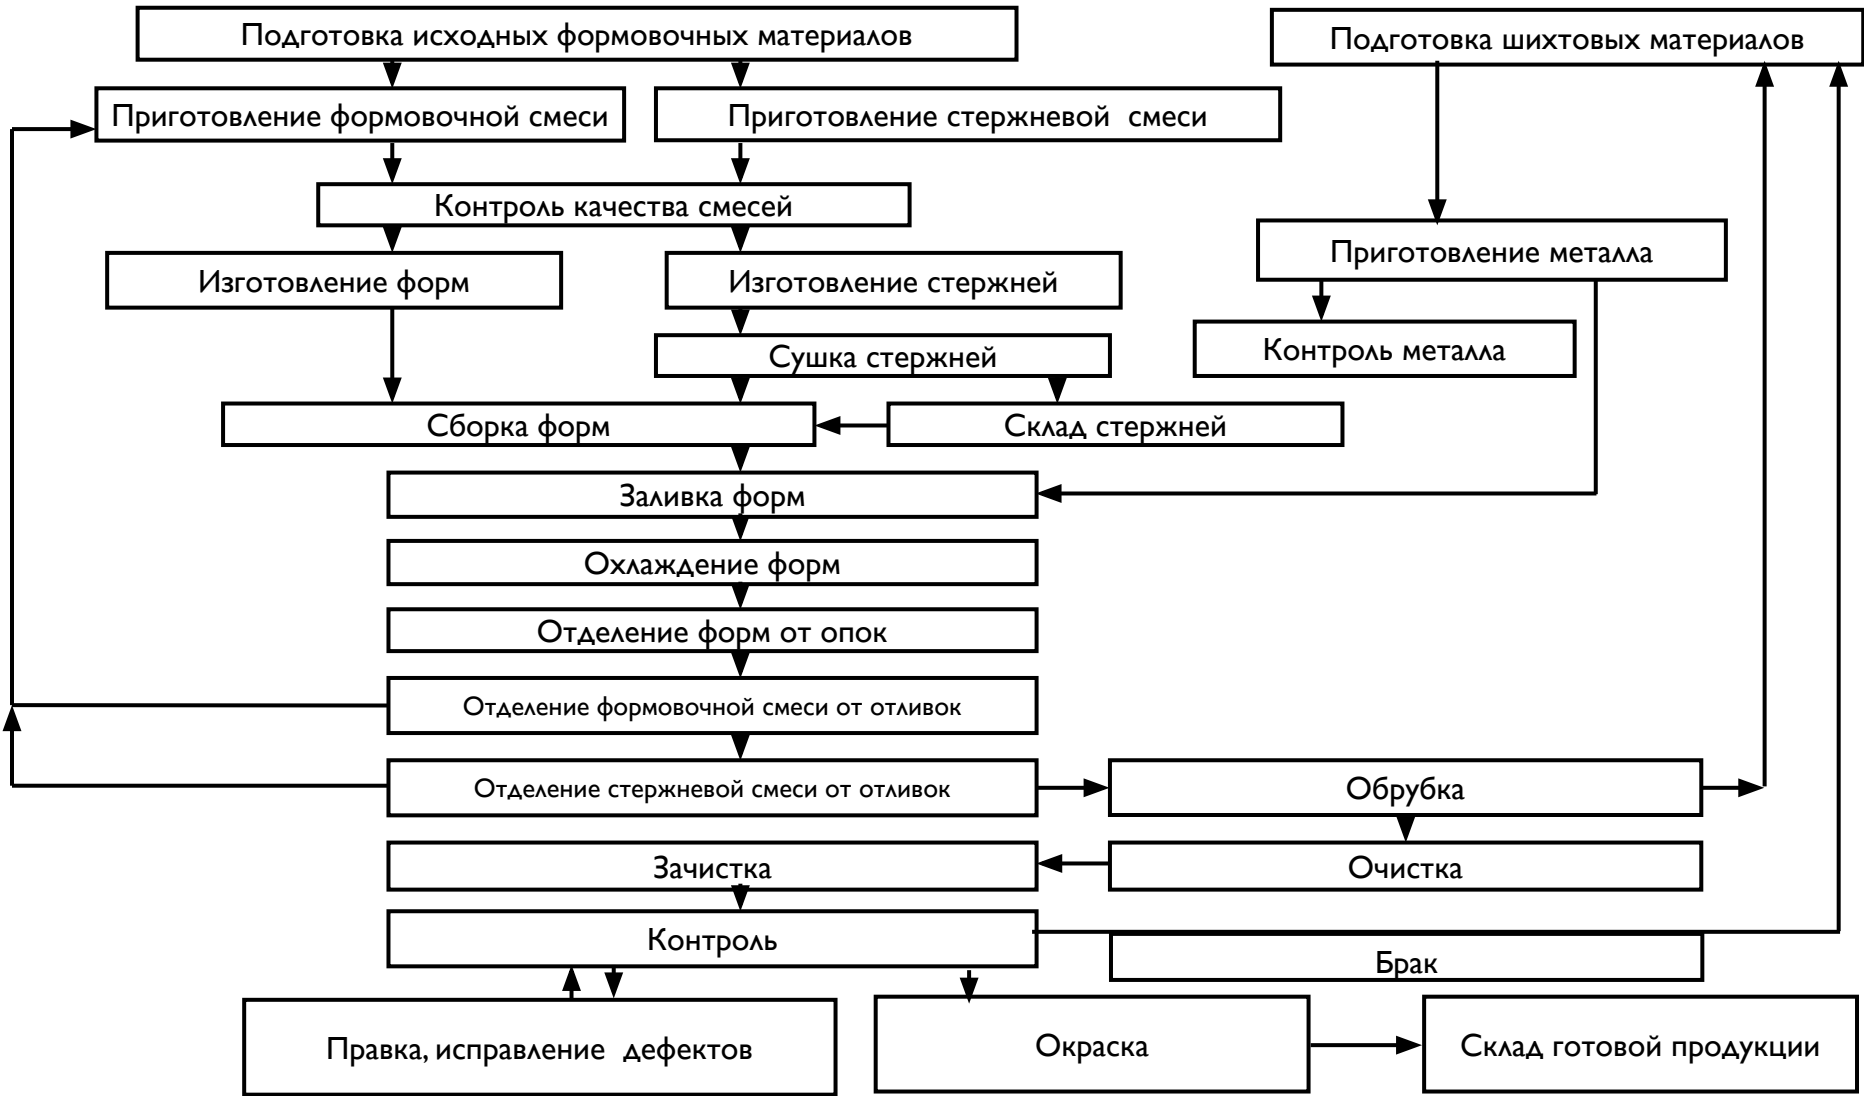 Подготовка исходных формовочных материалов
Подготовка шихтовых материалов
Приготовление формовочной смеси
Приготовление стержневой смеси
Контроль качества смесей
Приготовление металла
Изготовление форм
Изготовление стержней
Контроль металла
Сушка стержней
Сборка форм
Склад стержней
Заливка форм
Охлаждение форм
Отделение форм от опок
Отделение формовочной смеси от отливок
Отделение стержневой смеси от отливок
Обрубка
Зачистка
Очистка
Контроль
Брак
Правка, исправление дефектов
Окраска
Склад готовой продукции